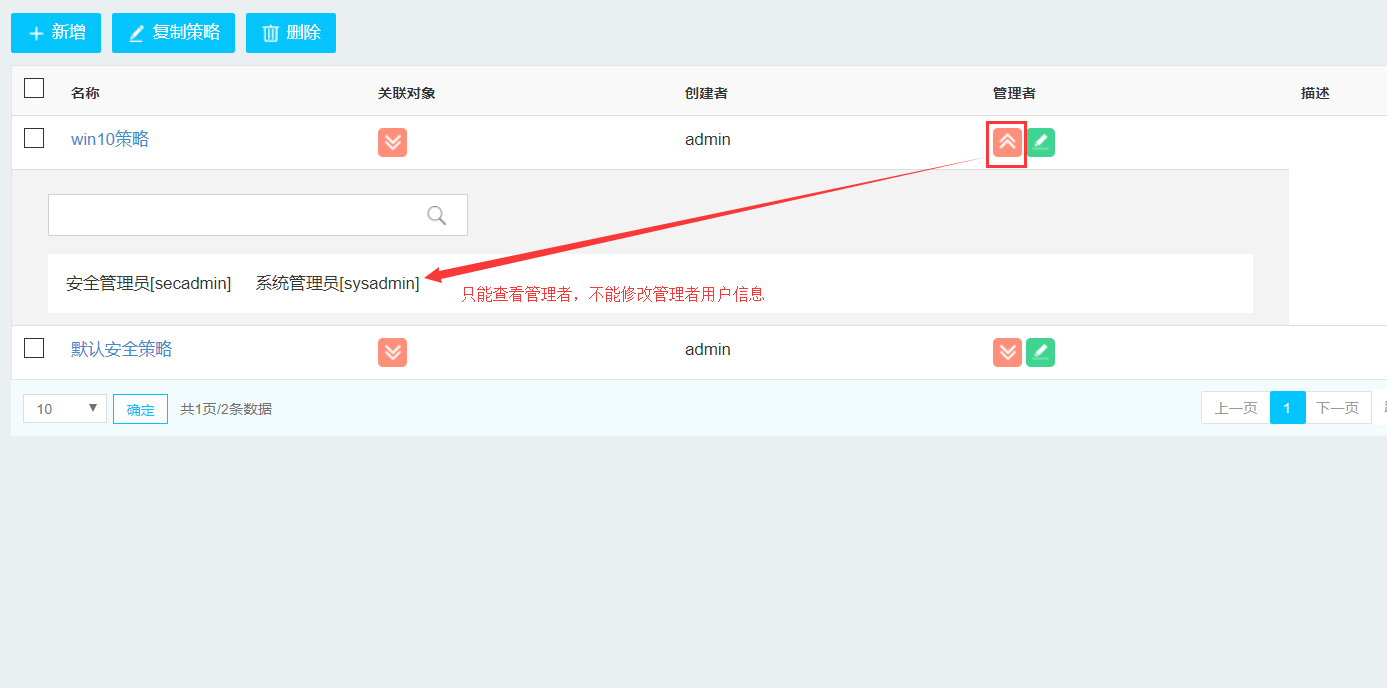 新增 复制策略 删除
名称 关联对象 创建者 管理者 描述
win10策略 admin
安全管理员[secadmin] 系统管理员[sysadmin]
只能查看管理者，不能修改管理者用户信息
默认安全策略 admin
10 确定 共1页/2条数据 上一页 1 下一页